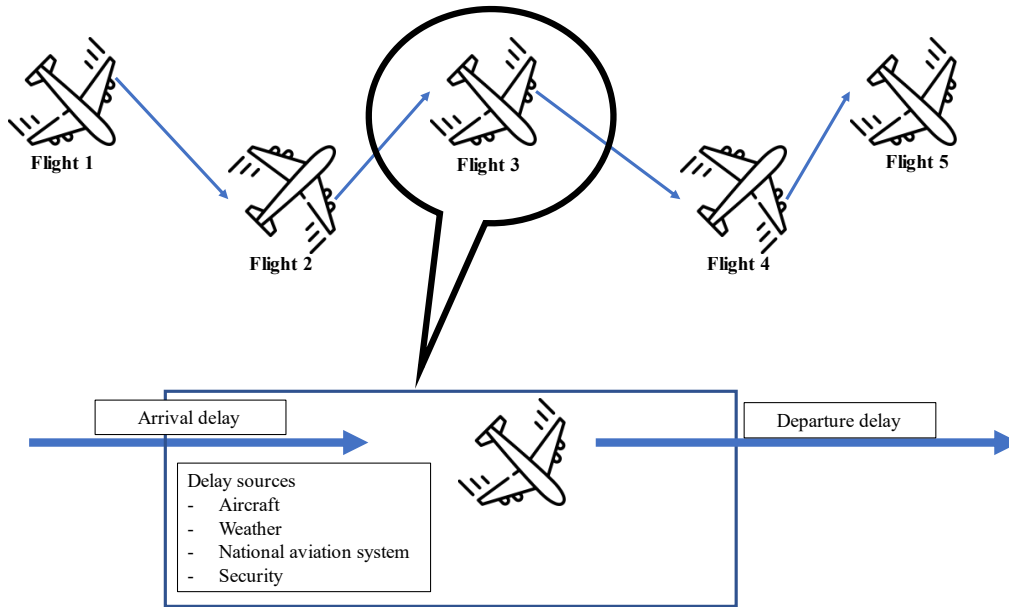 Flight 1
Flight 2
Flight 3
Flight 4
Flight 5
Arrival delay
Departure delay
Delay sources
- Aircraft
- Weather
- National aviation system
- Security